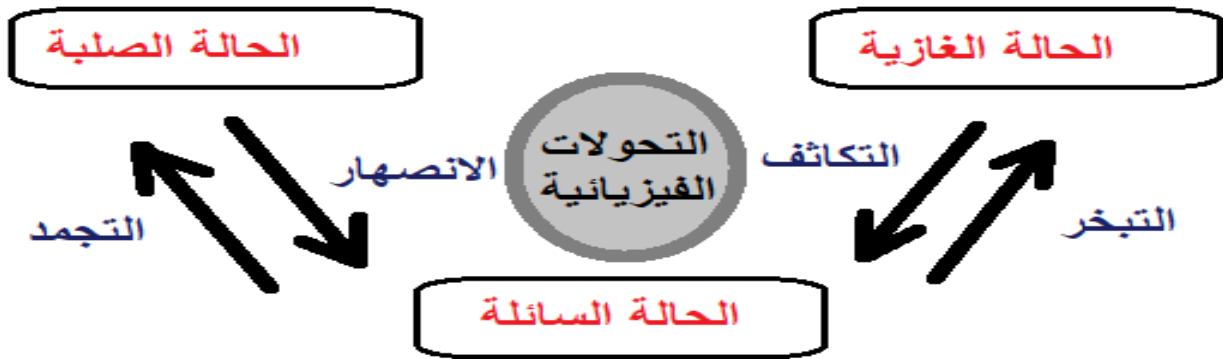 الحالة الغازية
الحالة الصلبة
التحولات
الفيزيائية
التكاثف
الانصهار
التبخر
التجمد
الحالة السائلة